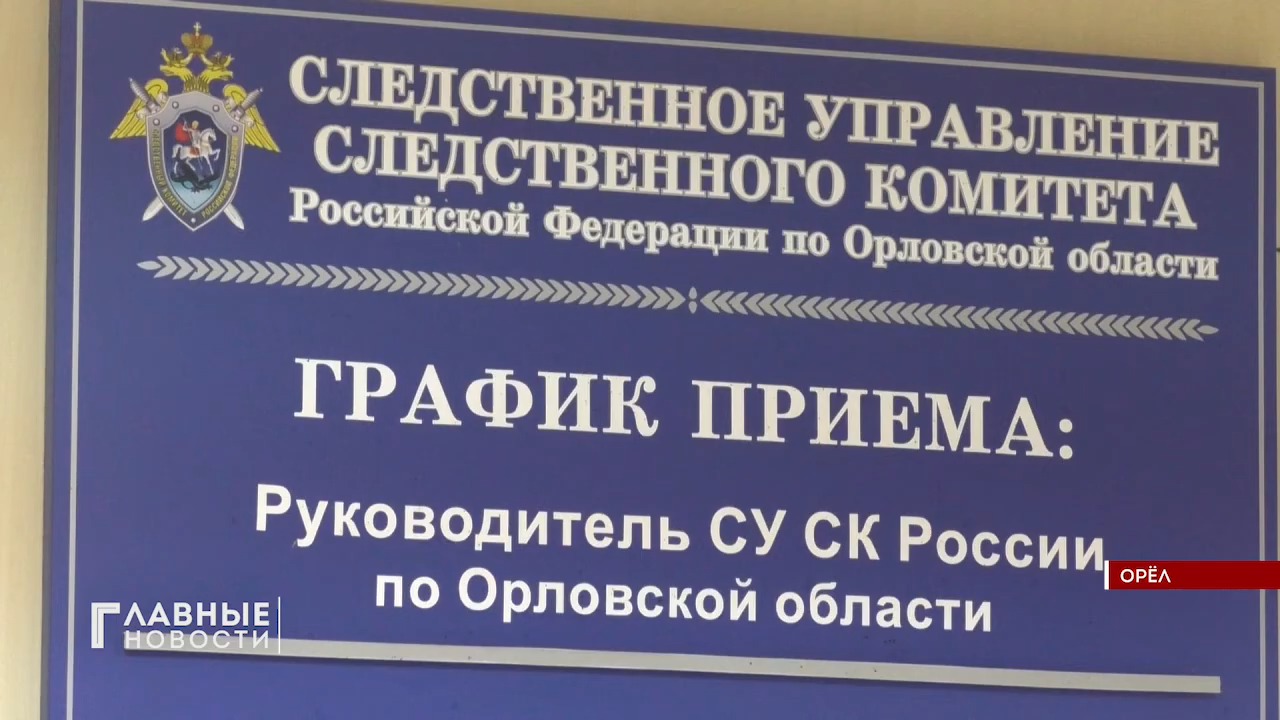 СЛЕДСТВЕННОЕ УПРАВЛЕНИЕ
СЛЕДСТВЕННОГО КОМИТЕТА
Российской Федерации по Орловской области
ГРАФИК ПРИЕМА:
Руководитель СУ СК России
по Орловской области
ОРЁЛ
ГЛАВНЫЕ
НОВОСТИ